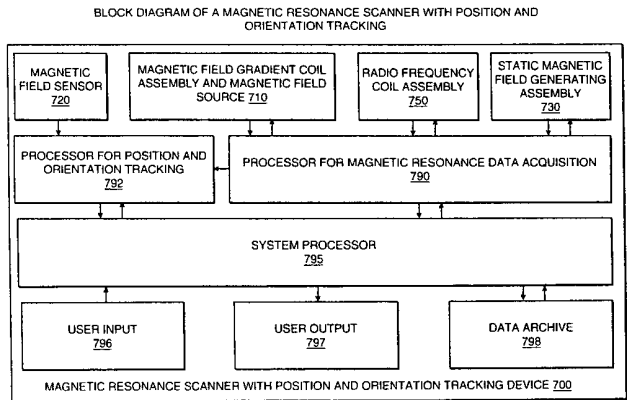 BLOCK DIAGRAM OF A MAGNETIC RESONANCE SCANNER WITH POSITION AND
ORIENTATION TRACKING
MAGNETIC
FIELD SENSOR
720
MAGNETIC FIELD GRADIENT COIL
ASSEMBLY AND MAGNETIC FIELD
SOURCE 710
RADIO FREQUENCY
COIL ASSEMBLY
750
STATIC MAGNETIC
FIELD GENERATING
ASSEMBLY 730
PROCESSOR FOR POSITION AND
ORIENTATION TRACKING
792
PROCESSOR FOR MAGNETIC RESONANCE DATA ACQUISITION
790
SYSTEM PROCESSOR
795
USER INPUT
796
USER OUTPUT
797
DATA ARCHIVE
798
MAGNETIC RESONANCE SCANNER WITH POSITION AND ORIENTATION TRACKING DEVICE 700